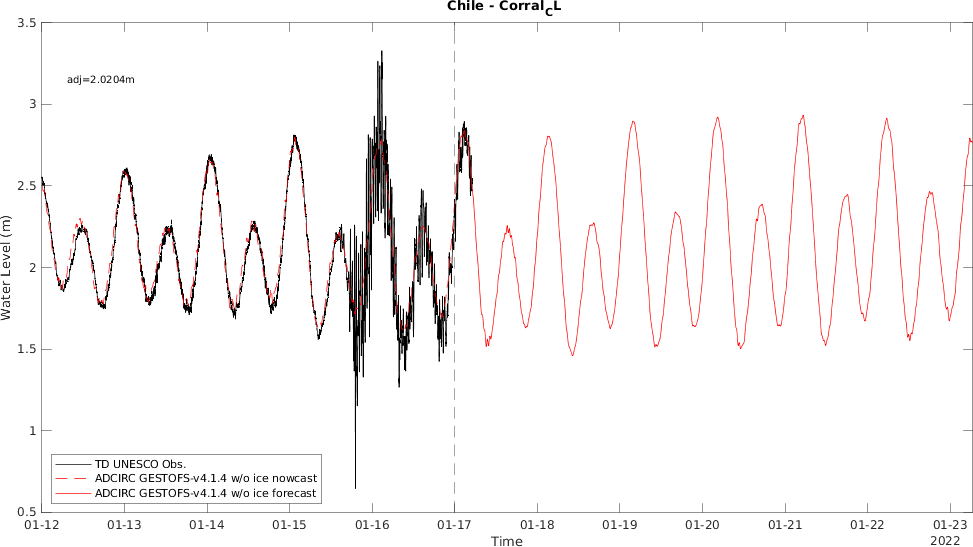 Chile - Corral_CL
3.5
adj=2.0204m
3
2.5
Water Level (m)
2
1.5
1
TD UNESCO Obs.
ADCIRC GESTOFS-v4.1.4 w/o ice nowcast
ADCIRC GESTOFS-v4.1.4 w/o ice forecast
0.5
01-12 01-13 01-14 01-15 01-16 01-17 01-18 01-19 01-20 01-21 01-22 01-23
Time
2022